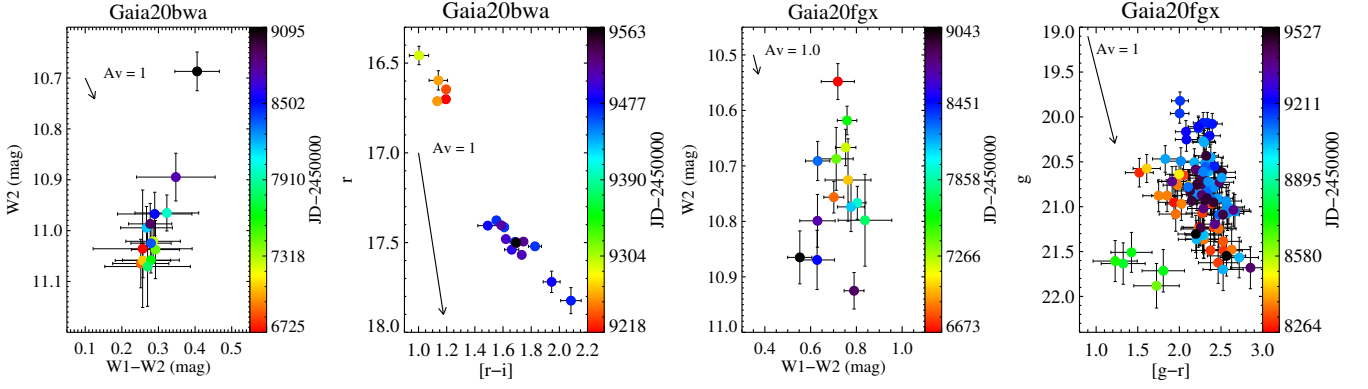 Gaia20bwa
Av = 1
W2 (mag)
10.7
10.8
10.9
11.0
11.1
0.1 0.2 0.3 0.4 0.5
W1−W2 (mag)
9095
8502
7910
7318
6725
JD−2450000
Gaia20bwa
Av = 1
r
16.5
17.0
17.5
18.0
1.0 1.2 1.4 1.6 1.8 2.0 2.2
[r−i]
9563
9477
9390
9304
9218
JD−2450000
Gaia20fgx
Av = 1.0
W2 (mag)
10.5
10.6
10.7
10.8
10.9
11.0
0.4 0.6 0.8 1.0
W1−W2 (mag)
9043
8451
7858
7266
6673
JD−2450000
Gaia20fgx
Av = 1
g
19.0
19.5
20.0
20.5
21.0
21.5
22.0
1.0 1.5 2.0 2.5 3.0
[g−r]
9527
9211
8895
8580
8264
JD−2450000